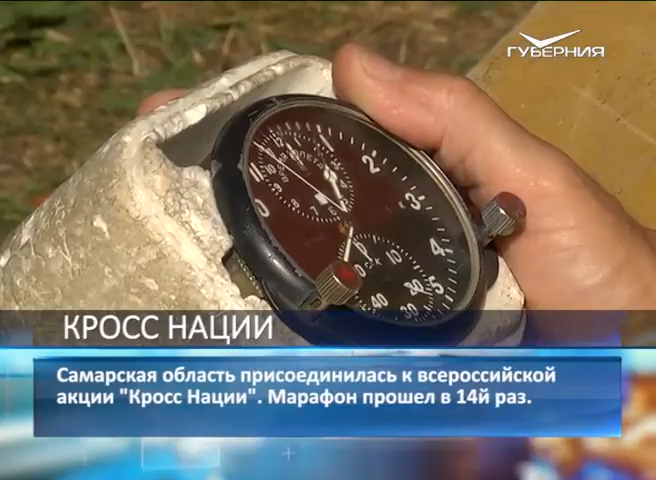 ГУБЕРНИЯ
КРОСС НАЦИИ
Самарская область присоединилась к всероссийской
акции "Кросс Нации". Марафон прошел в 14й раз.